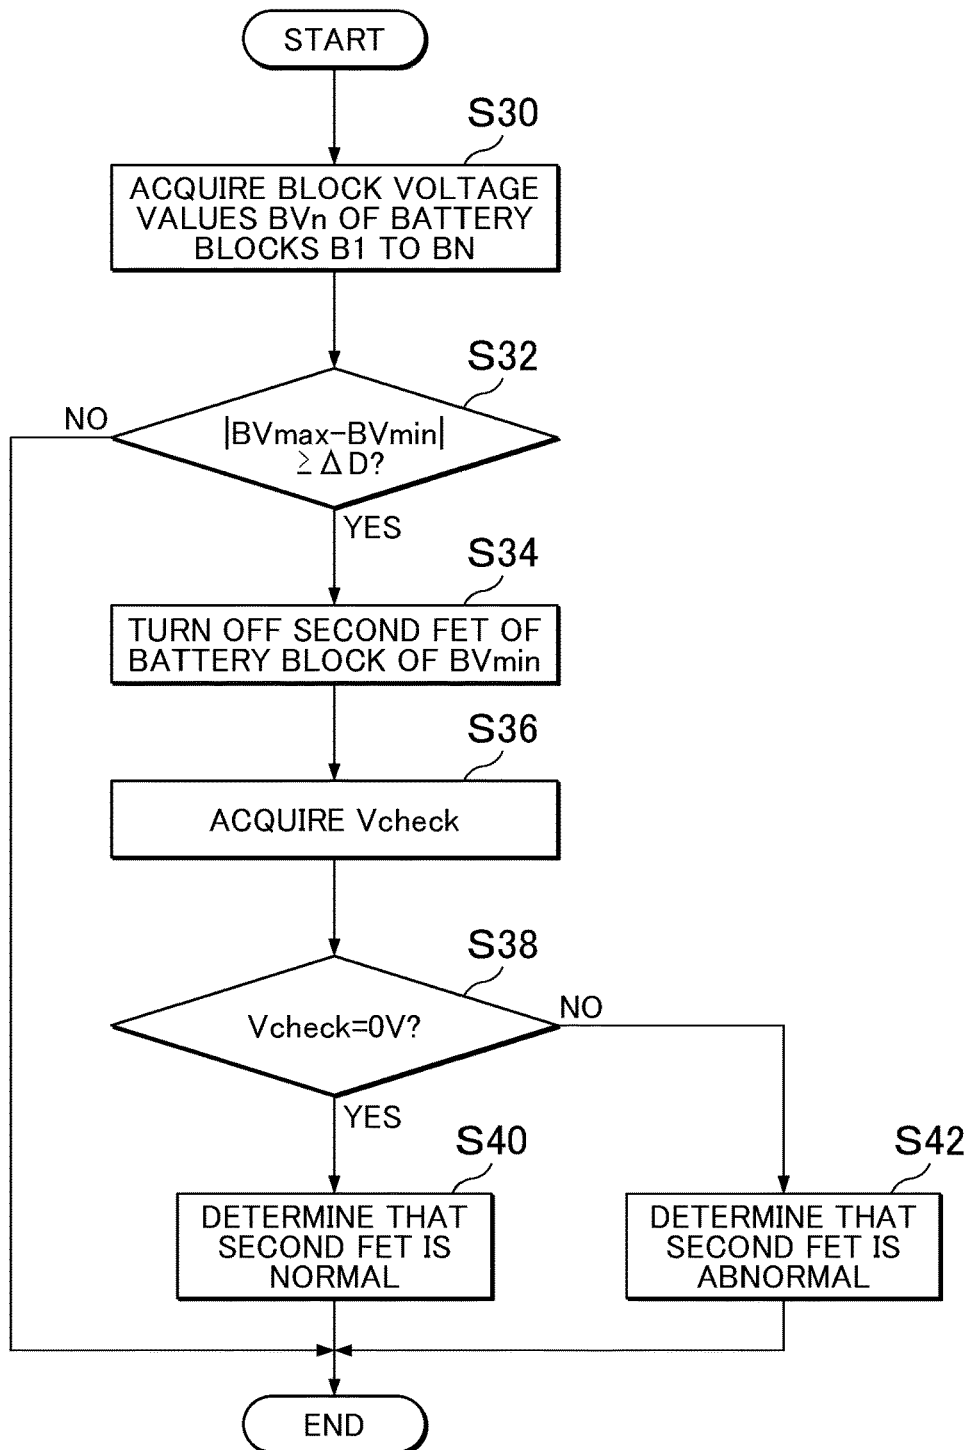 START
S30
ACQUIRE BLOCK VOLTAGE
VALUES BVn OF BATTERY
BLOCKS B1 TO BN
S32
NO
|BVmax-BVmin|
≥ΔD?
YES
S34
TURN OFF SECOND FET OF
BATTERY BLOCK OF BVmin
S36
ACQUIRE Vcheck
S38
NO
Vcheck=0V?
YES
S40
DETERMINE THAT
SECOND FET IS
NORMAL
S42
DETERMINE THAT
SECOND FET IS
ABNORMAL
END